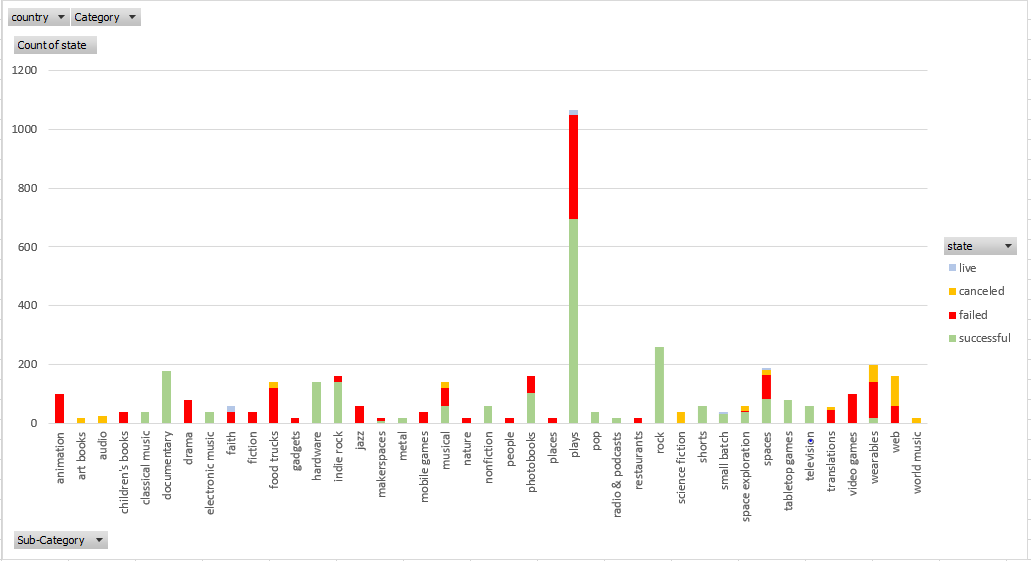 country Category
Count of state
1200
1000
800
600
400
200
0
animation
art books
audio
children's books
classical music
documentary
drama
electronic music
faith
fiction
food trucks
gadgets
hardware
indie rock
jazz
makerspaces
metal
mobile games
musical
nature
nonfiction
people
photobooks
places
plays
pop
radio & podcasts
restaurants
rock
science fiction
shorts
small batch
space exploration
spaces
tabletop games
television
translations
video games
wearables
web
world music
state
live
canceled
failed
successful
Sub-Category